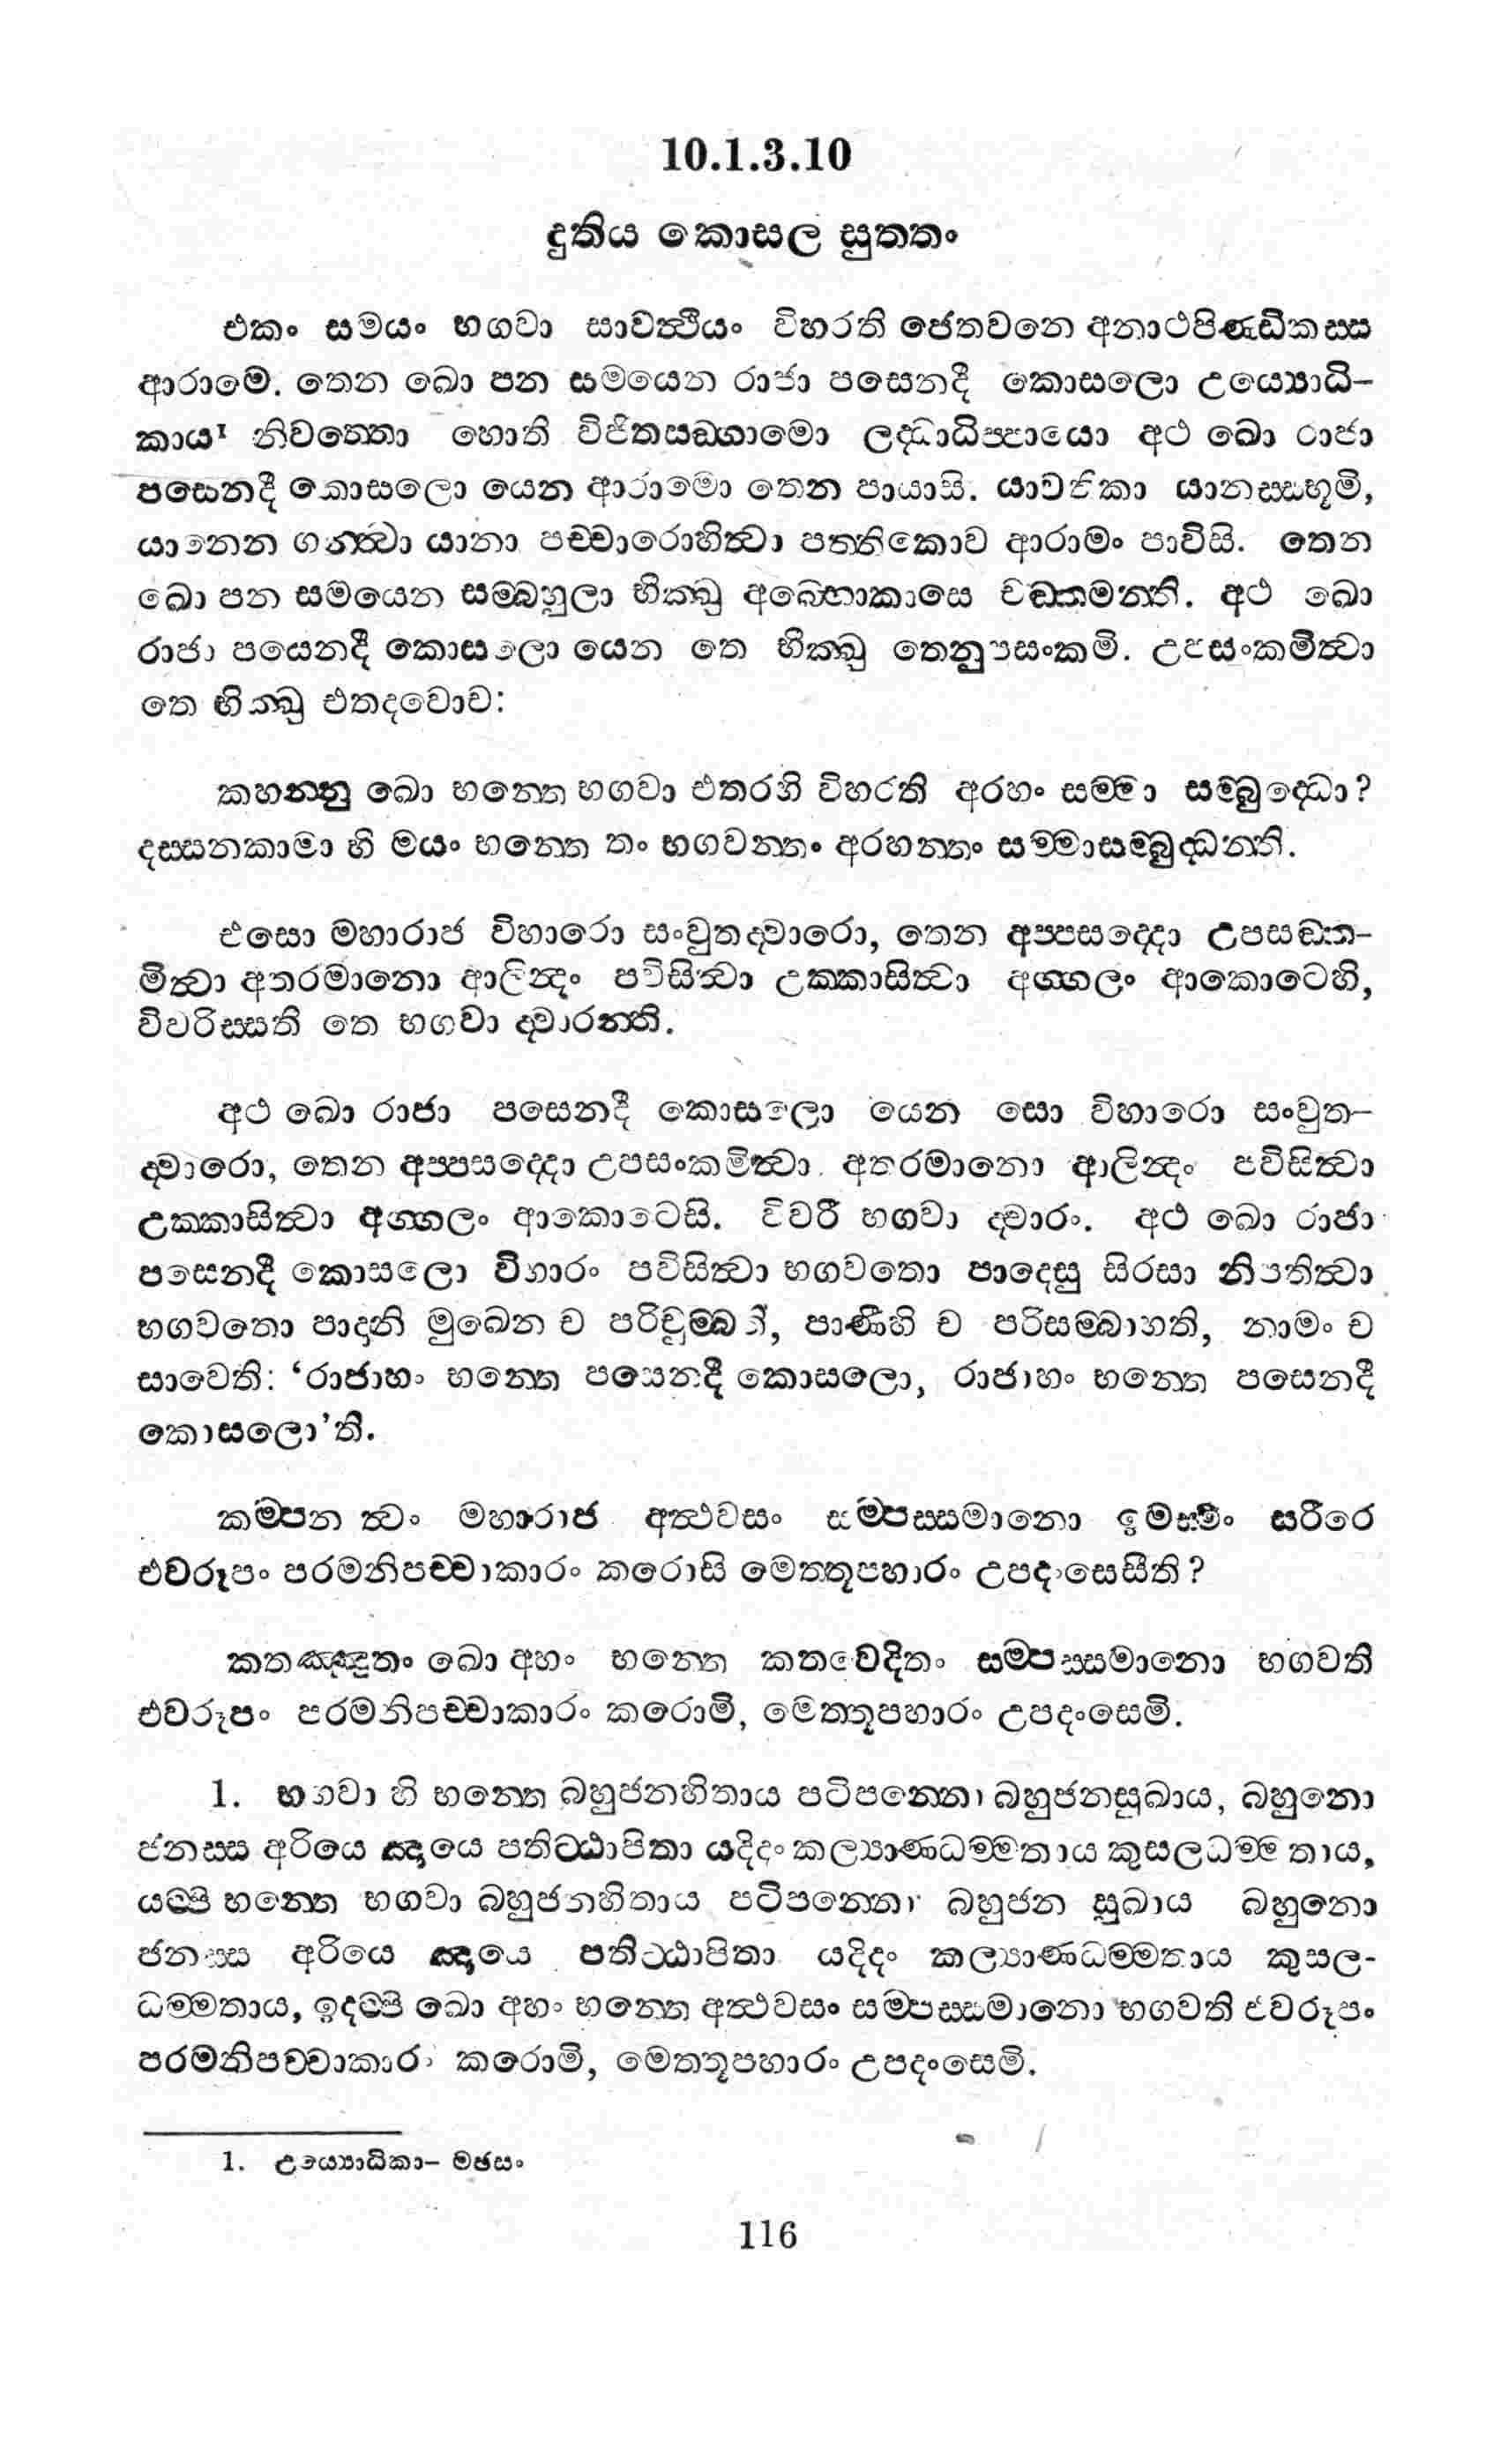 10.1.3.10
දුතිය කොසල සුත්තං
එකං සමයං භගවා සාවත්ථියං විහරති ජෙතවනෙ අනාථපිණ්ඩිකස්ස
ආරාමෙ. තෙන ඛො පන සමයෙන රාජා පසෙනදී කොසලො උය්යොධි-
කාය¹ නිවත්තො හොති විජිතසඞ්ගාමො ලද්ධාධිප්පායො අථ ඛො රාජා
පසෙනදී කොසලො යෙන ආරාමො තෙන පායාසි. යාවතිකා යානස්සභූමි,
යානෙන ගන්ත්වා යානා පච්චාරොහිත්වා පත්තිකොව ආරාමං පාවිසි. තෙන
ඛො පන සමයෙන සම්බහුලා භික්ඛු අබ්භොකාසෙ චඞ්කමන්ති. අථ ඛො
රාජා පයෙනදී කොසලො යෙන තෙ භික්ඛු තෙනුපසංකමි. උපසංකමිත්වා
තෙ භික්ඛු එතදවොච:
කහන්නු ඛො භන්තෙ භගවා එතරහි විහරති අරහං සම්මා සම්බුද්ධො?
දස්සනකාමා හි මයං භන්තෙ තං භගවන්තං අරහන්තං සම්මාසම්බුද්ධන්ති.
එසො මහාරාජ විහාරො සංවුතද්වාරො, තෙන අප්පසද්දො උපසඞ්ක-
මිත්වා අතරමානො ආලින්දං පවිසිත්වා උක්කාසිත්වා අග්ගලං ආකොටෙහි,
විවරිස්සති තෙ භගවා ද්වාරන්ති.
අථ ඛො රාජා පසෙනදී කොසලො යෙන සො විහාරො සංවුත-
ද්වාරො, තෙන අප්පසද්දො උපසංකමිත්වා අතරමානො ආලින්දං පවිසිත්වා
උක්කාසිත්වා අග්ගලං ආකොටෙසි. විවරී භගවා ද්වාරං. අථ ඛො රාජා
පසෙනදී කොසලො විහාරං පවිසිත්වා භගවතො පාදෙසු සිරසා නිපතිත්වා
භගවතො පාදානි මුඛෙන ච පරිචුම්බති, පාණීහි ච පරිසම්බාහති, නාමං ච
සාවෙති: ‘රාජාහං භන්තෙ පසෙනදී කොසලො, රාජාහං භන්තෙ පසෙනදී
කොසලො’ති.
කම්පන ත්වං මහාරාජ අත්ථවසං සම්පස්සමානො ඉමස්මිං සරීරෙ
එවරූපං පරමනිපච්චාකාරං කරොසි මෙත්තූපහාරං උපදංසෙසීති?
කතඤ්ඤුතං ඛො අහං භන්තෙ කතවෙදිතං සම්පස්සමානො භගවති
එවරූපං පරමනිපච්චාකාරං කරොමි, මෙත්තූපහාරං උපදංසෙමි.
1. භගවා හි භන්තෙ බහුජනහිතාය පටිපන්නො බහුජනසුඛාය, බහුනො
ජනස්ස අරියෙ ඤායෙ පතිට්ඨාපිතා යදිදං කල්‍යාණධම්මතාය කුසලධම්ම තාය,
යම්පි භන්තෙ භගවා බහුජනහිතාය පටිපන්නො බහුජන සුඛාය බහුනො
ජනස්ස අරියෙ ඤායෙ පතිට්ඨාපිතා යදිදං කල්‍යාණධම්මතාය කුසල-
ධම්මතාය, ඉදම්පි ඛො අහං භන්තෙ අත්ථවසං සම්පස්සමානො භගවති එවරූපං
පරමනිපච්චාකාරං කරොමි, මෙත්තූපහාරං උපදංසෙමි.
1. උය්යොධිකා- මඡසං
116